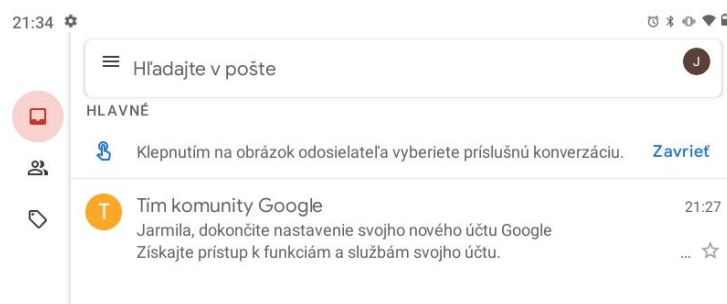 21:34
Hľadajte v pošte
J
HLAVNÉ
Klepnutím na obrázok odosielateľa vyberiete príslušnú konverzáciu. Zavrieť
T
Tím komunity Google 21:27
Jarmila, dokončite nastavenie svojho nového účtu Google
Získajte prístup k funkciám a službám svojho účtu. ...